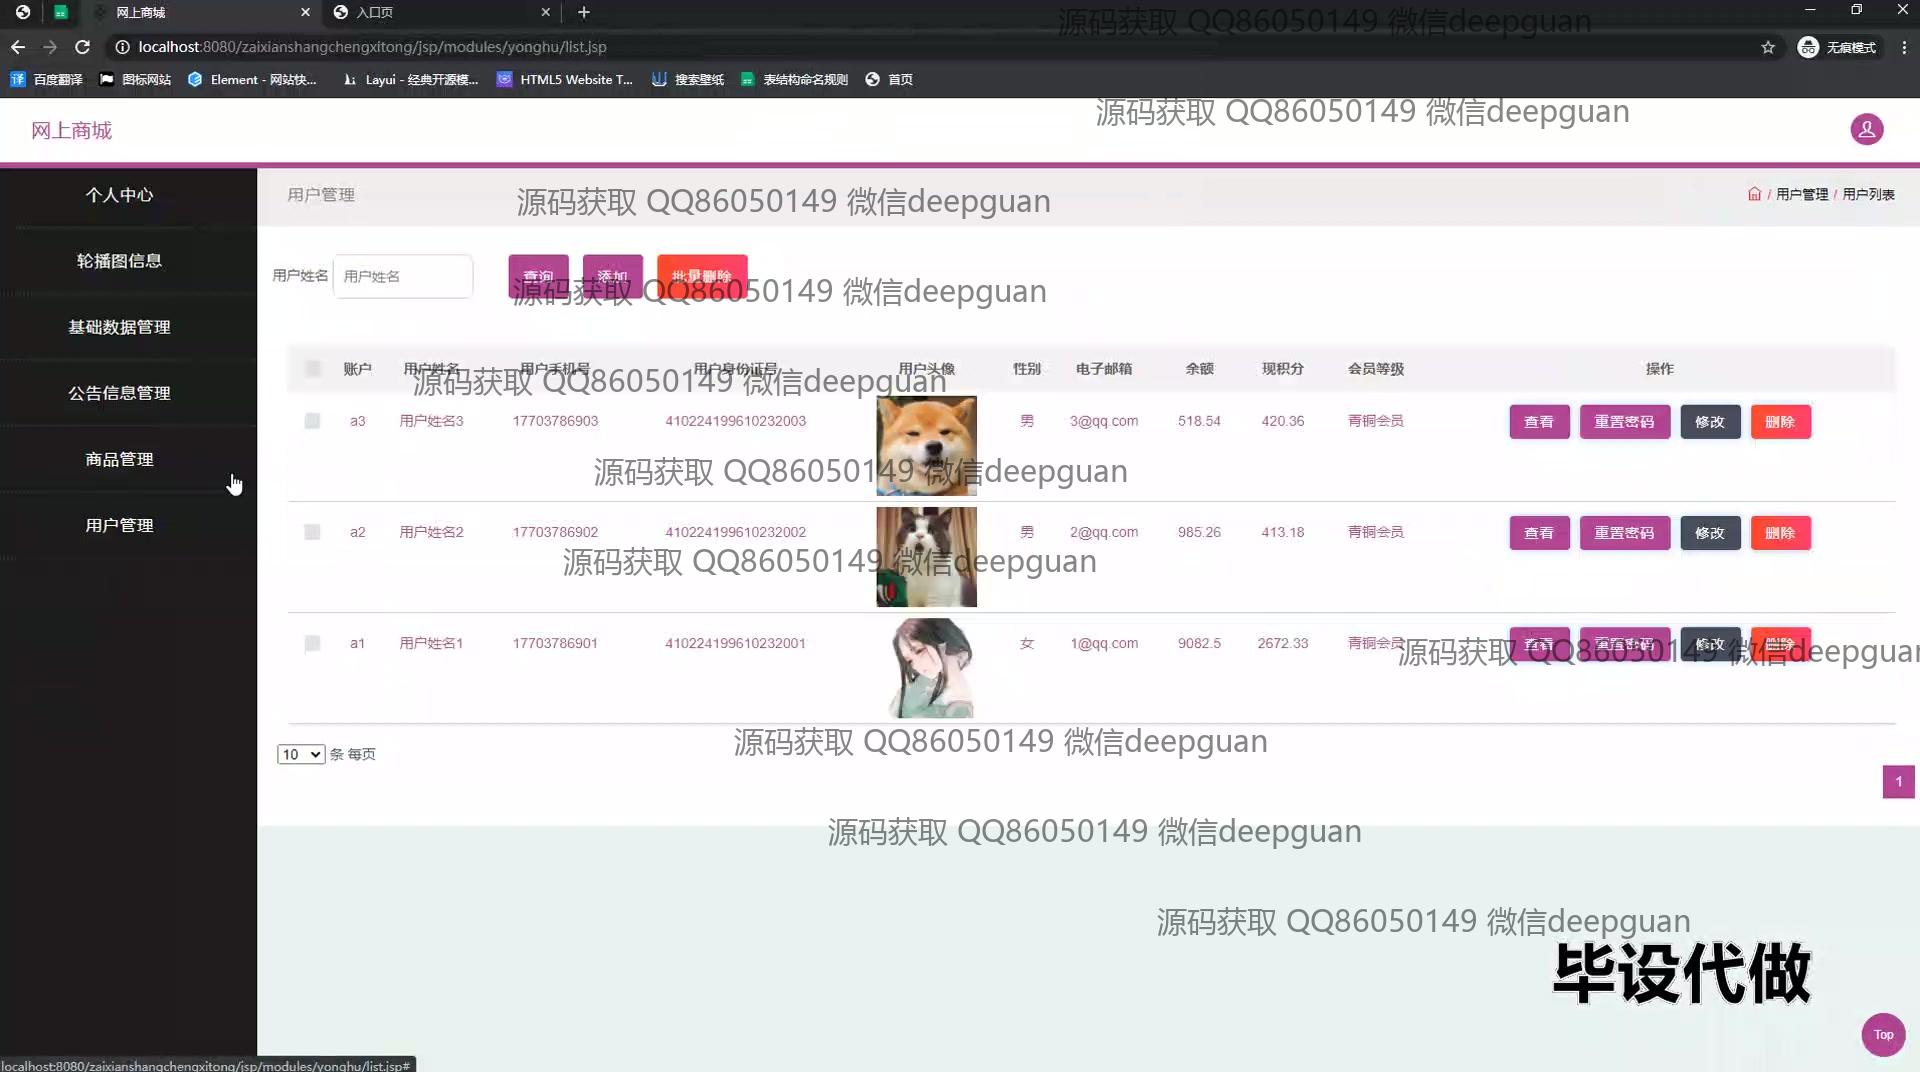 网上商城
入口页
源码获取 QQ86050149 微信deepguan
localhost:8080/zaixianshangchengxitong/jsp/modules/yonghu/list.jsp
无痕模式
百度翻译
图标网站
Element - 网站快...
Layui - 经典开源模...
HTML5 Website T...
搜索壁纸
表结构命名规则
首页
网上商城
源码获取 QQ86050149 微信deepguan
个人中心
轮播图信息
基础数据管理
公告信息管理
商品管理
用户管理
用户管理
源码获取 QQ86050149 微信deepguan
/ 用户管理 / 用户列表
用户姓名 用户姓名 查询 添加 批量删除
源码获取 QQ86050149 微信deepguan
账户 用户姓名 用户手机号 用户身份证号 用户头像 性别 电子邮箱 余额 现积分 会员等级 操作
源码获取 QQ86050149 微信deepguan
a3 用户姓名3 17703786903 410224199610232003 男 3@qq.com 518.54 420.36 青铜会员 查看 重置密码 修改 删除
源码获取 QQ86050149 微信deepguan
a2 用户姓名2 17703786902 410224199610232002 男 2@qq.com 985.26 413.18 青铜会员 查看 重置密码 修改 删除
源码获取 QQ86050149 微信deepguan
a1 用户姓名1 17703786901 410224199610232001 女 1@qq.com 9082.5 2672.33 青铜会员 查看 重置密码 修改 删除
源码获取 QQ86050149 微信deepguan
源码获取 QQ86050149 微信deepguan
10 条 每页
1
源码获取 QQ86050149 微信deepguan
源码获取 QQ86050149 微信deepguan
毕设代做
Top
localhost:8080/zaixianshangchengxitong/jsp/modules/yonghu/list.jsp#